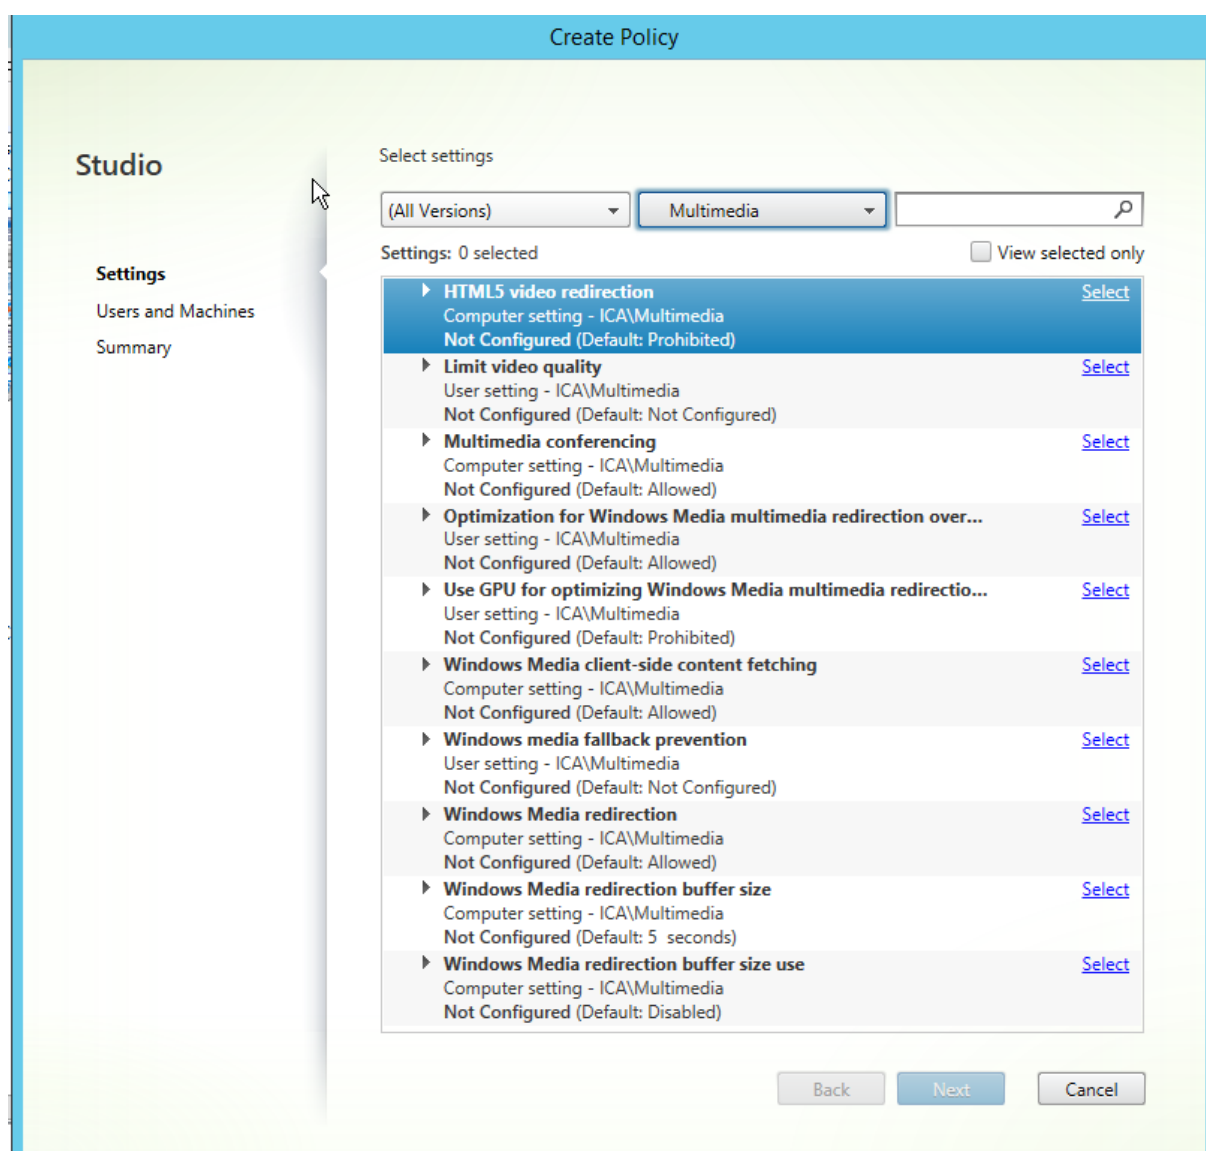 Create Policy
Studio
Settings
Users and Machines
Summary
Select settings
(All Versions)
Multimedia
Settings: 0 selected
View selected only
HTML5 video redirection
Select
Computer setting - ICA\Multimedia
Not Configured (Default: Prohibited)
Limit video quality
Select
User setting - ICA\Multimedia
Not Configured (Default: Not Configured)
Multimedia conferencing
Select
Computer setting - ICA\Multimedia
Not Configured (Default: Allowed)
Optimization for Windows Media multimedia redirection over...
Select
User setting - ICA\Multimedia
Not Configured (Default: Allowed)
Use GPU for optimizing Windows Media multimedia redirectio...
Select
User setting - ICA\Multimedia
Not Configured (Default: Prohibited)
Windows Media client-side content fetching
Select
Computer setting - ICA\Multimedia
Not Configured (Default: Allowed)
Windows media fallback prevention
Select
User setting - ICA\Multimedia
Not Configured (Default: Not Configured)
Windows Media redirection
Select
Computer setting - ICA\Multimedia
Not Configured (Default: Allowed)
Windows Media redirection buffer size
Select
Computer setting - ICA\Multimedia
Not Configured (Default: 5 seconds)
Windows Media redirection buffer size use
Select
Computer setting - ICA\Multimedia
Not Configured (Default: Disabled)
Back
Next
Cancel